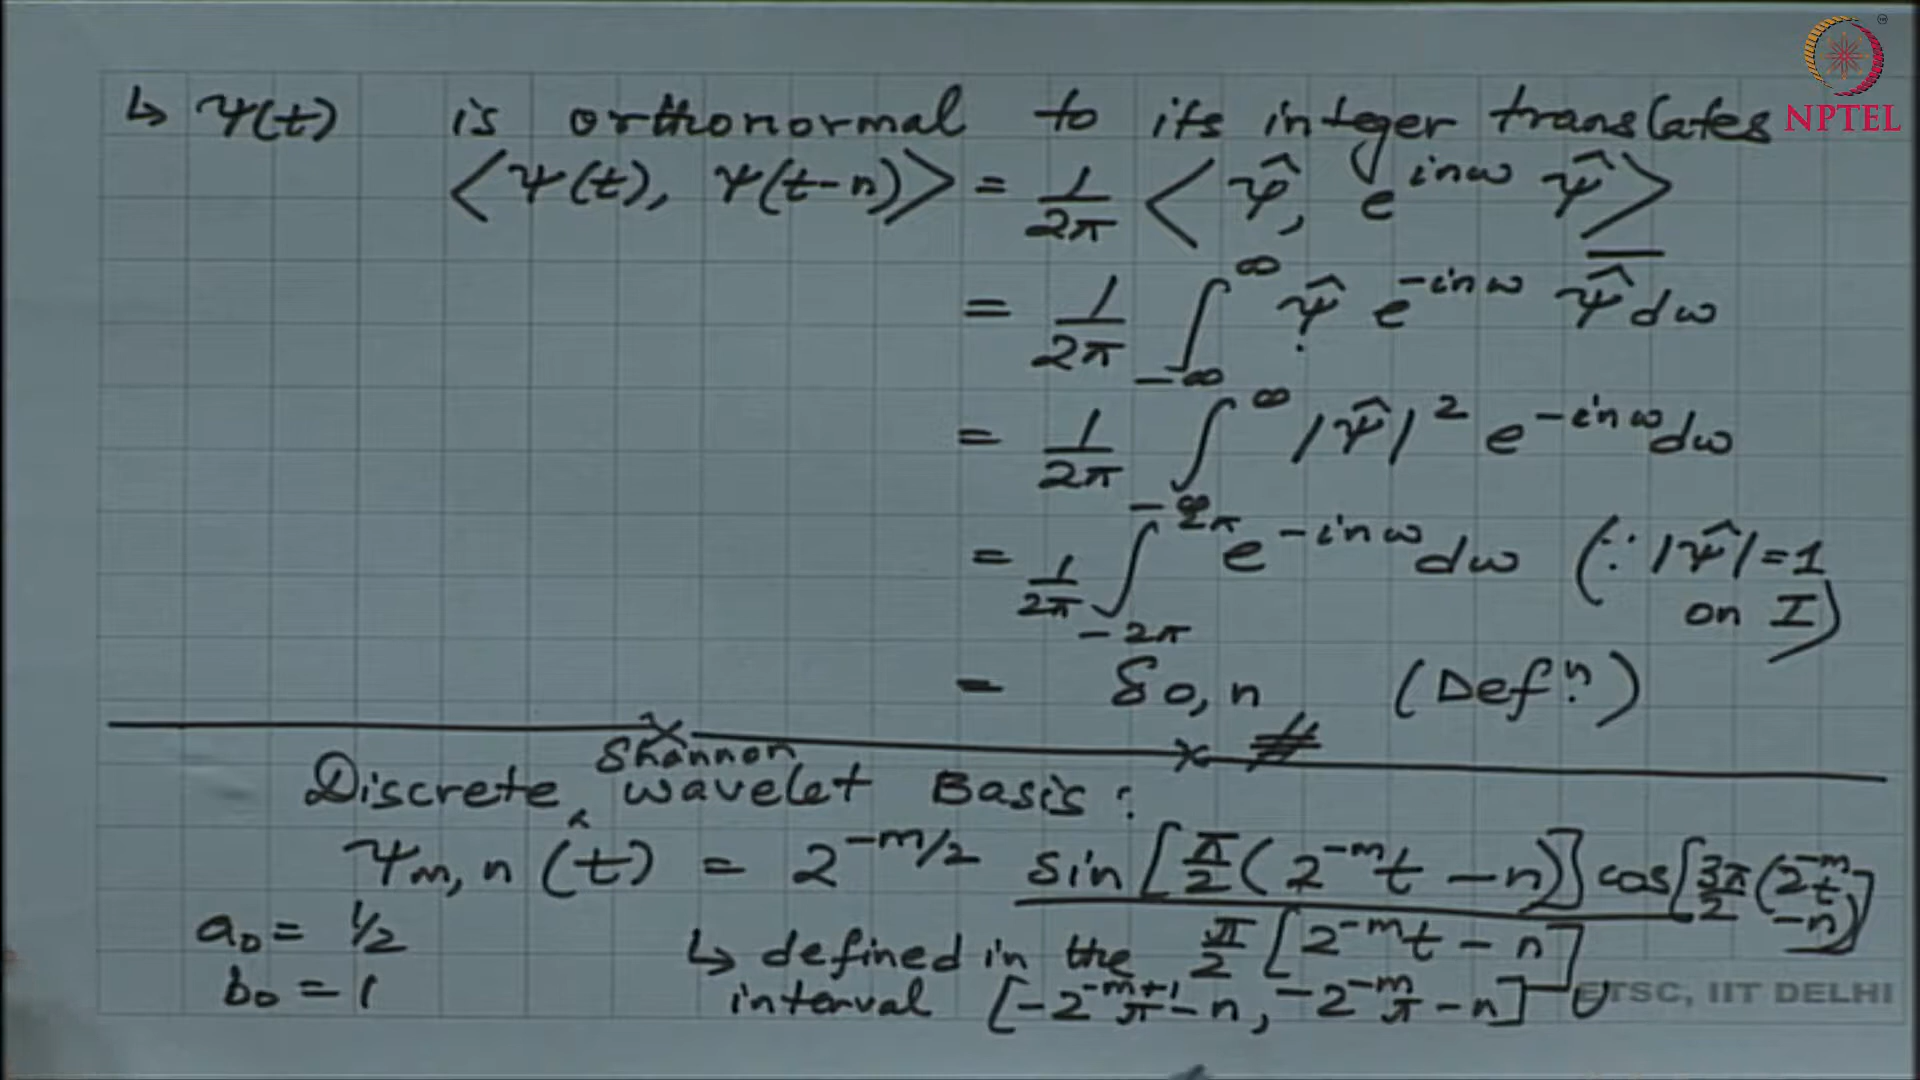 ↳ Ψ(t) is orthonormal to its integer translates
NPTEL
⟨Ψ(t), Ψ(t-n)⟩ = 1/2π ⟨Ψ̂, e^{inω} Ψ̂⟩
= 1/2π ∫_{-∞}^{∞} Ψ̂ e^{-inω} \overline{Ψ̂} dω
= 1/2π ∫_{-∞}^{∞} |Ψ̂|² e^{-inω} dω
= 1/2π ∫_{-2π}^{2π} e^{-inω} dω (∵ |Ψ̂| = 1
on I)
= δ0,n (Defⁿ.)
#
Discrete Shannon wavelet Basis :
Ψm,n (t) = 2^{-m/2} sin[π/2 (2^{-m}t - n)] cos[3π/2 (2^{-m}t - n)]
π/2 [2^{-m}t - n]
a₀ = 1/2
↳ defined in the
b₀ = 1
interval [-2^{-m+1}π - n, -2^{-m}π - n] ∪
ETSC, IIT DELHI